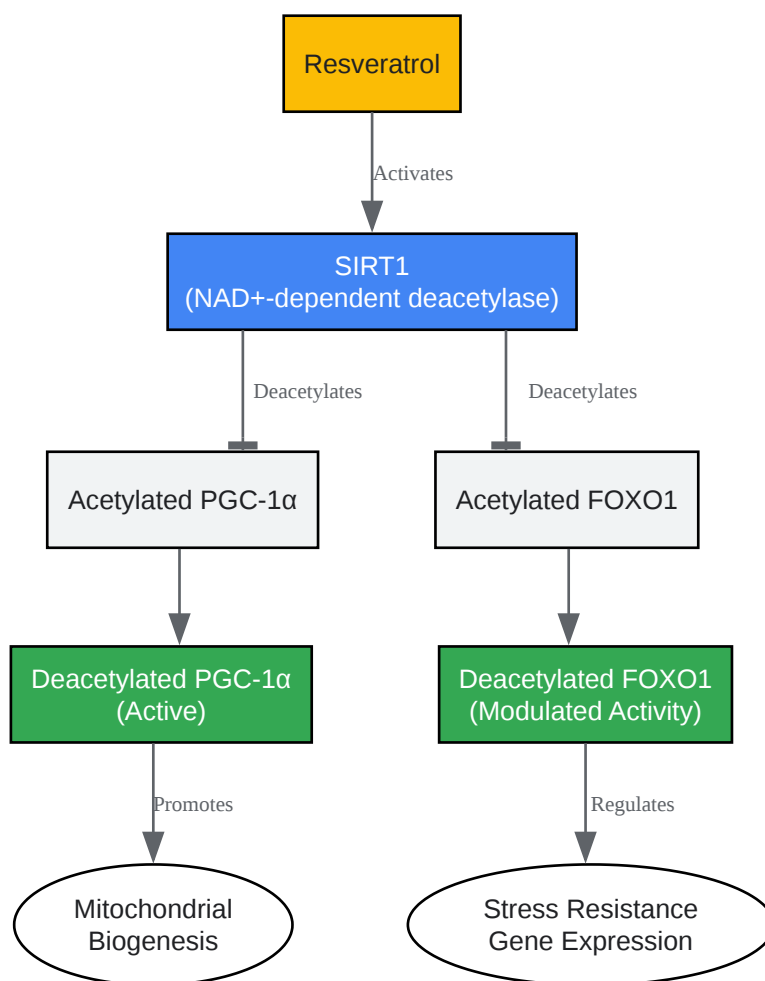 Resveratrol
Activates
SIRT1
(NAD+-dependent deacetylase)
Deacetylates
Deacetylates
Acetylated PGC-1α
Acetylated FOXO1
Deacetylated PGC-1α
(Active)
Deacetylated FOXO1
(Modulated Activity)
Promotes
Regulates
Mitochondrial
Biogenesis
Stress Resistance
Gene Expression